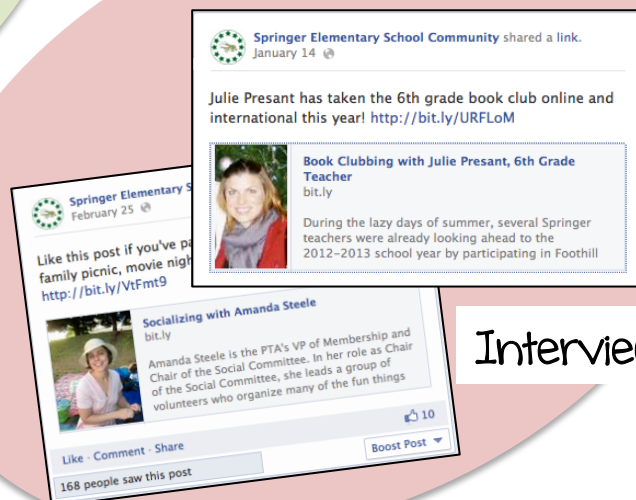 Springer Elementary School Community shared a link.
January 14
Julie Presant has taken the 6th grade book club online and
international this year! http://bit.ly/URFLoM
Book Clubbing with Julie Presant, 6th Grade
Teacher
bit.ly
During the lazy days of summer, several Springer
teachers were already looking ahead to the
2012-2013 school year by participating in Foothill
Springer Elementary S
February 25
Like this post if you've pa
family picnic, movie nigh
http://bit.ly/VtFmt9
Socializing with Amanda Steele
bit.ly
Amanda Steele is the PTA's VP of Membership and
Chair of the Social Committee. In her role as Chair
of the Social Committee, she leads a group of
volunteers who organize many of the fun things
10
Like · Comment · Share
168 people saw this post
Boost Post
Intervie